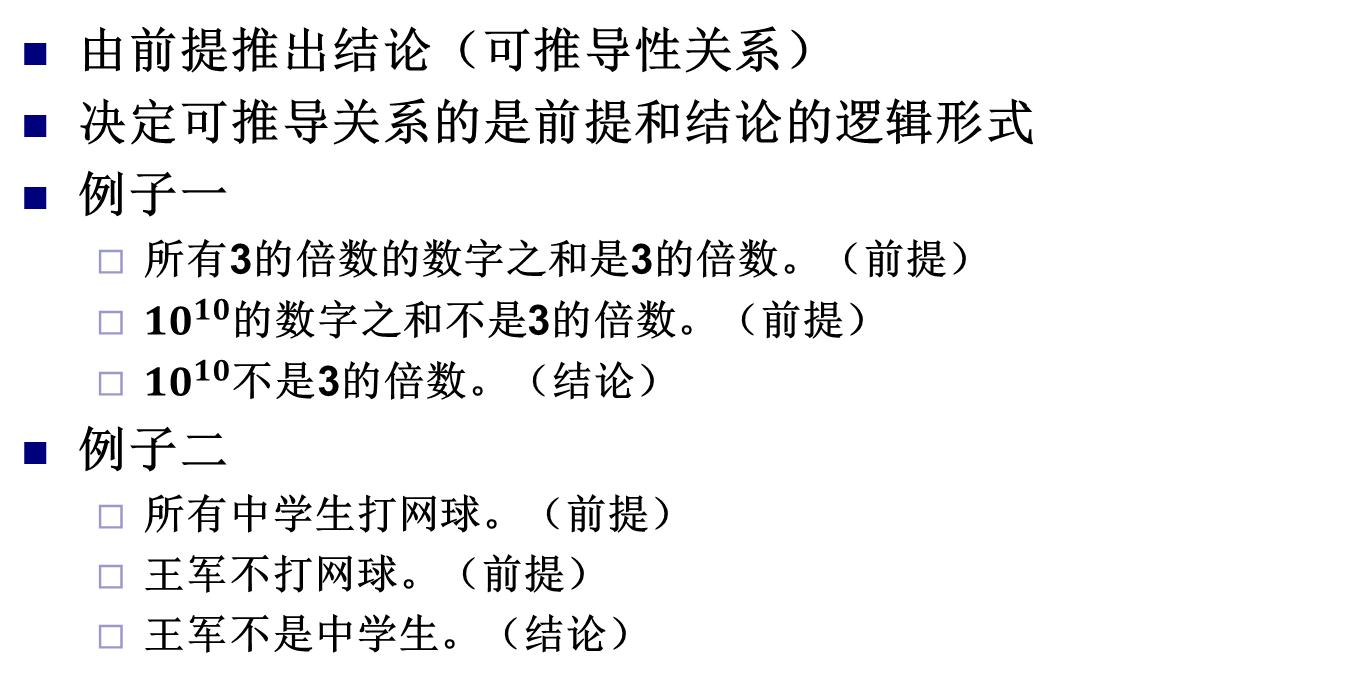 由前提推出结论（可推导性关系）
决定可推导关系的是前提和结论的逻辑形式
例子一
所有3的倍数的数字之和是3的倍数。（前提）
10¹⁰的数字之和不是3的倍数。（前提）
10¹⁰不是3的倍数。（结论）
例子二
所有中学生打网球。（前提）
王军不打网球。（前提）
王军不是中学生。（结论）